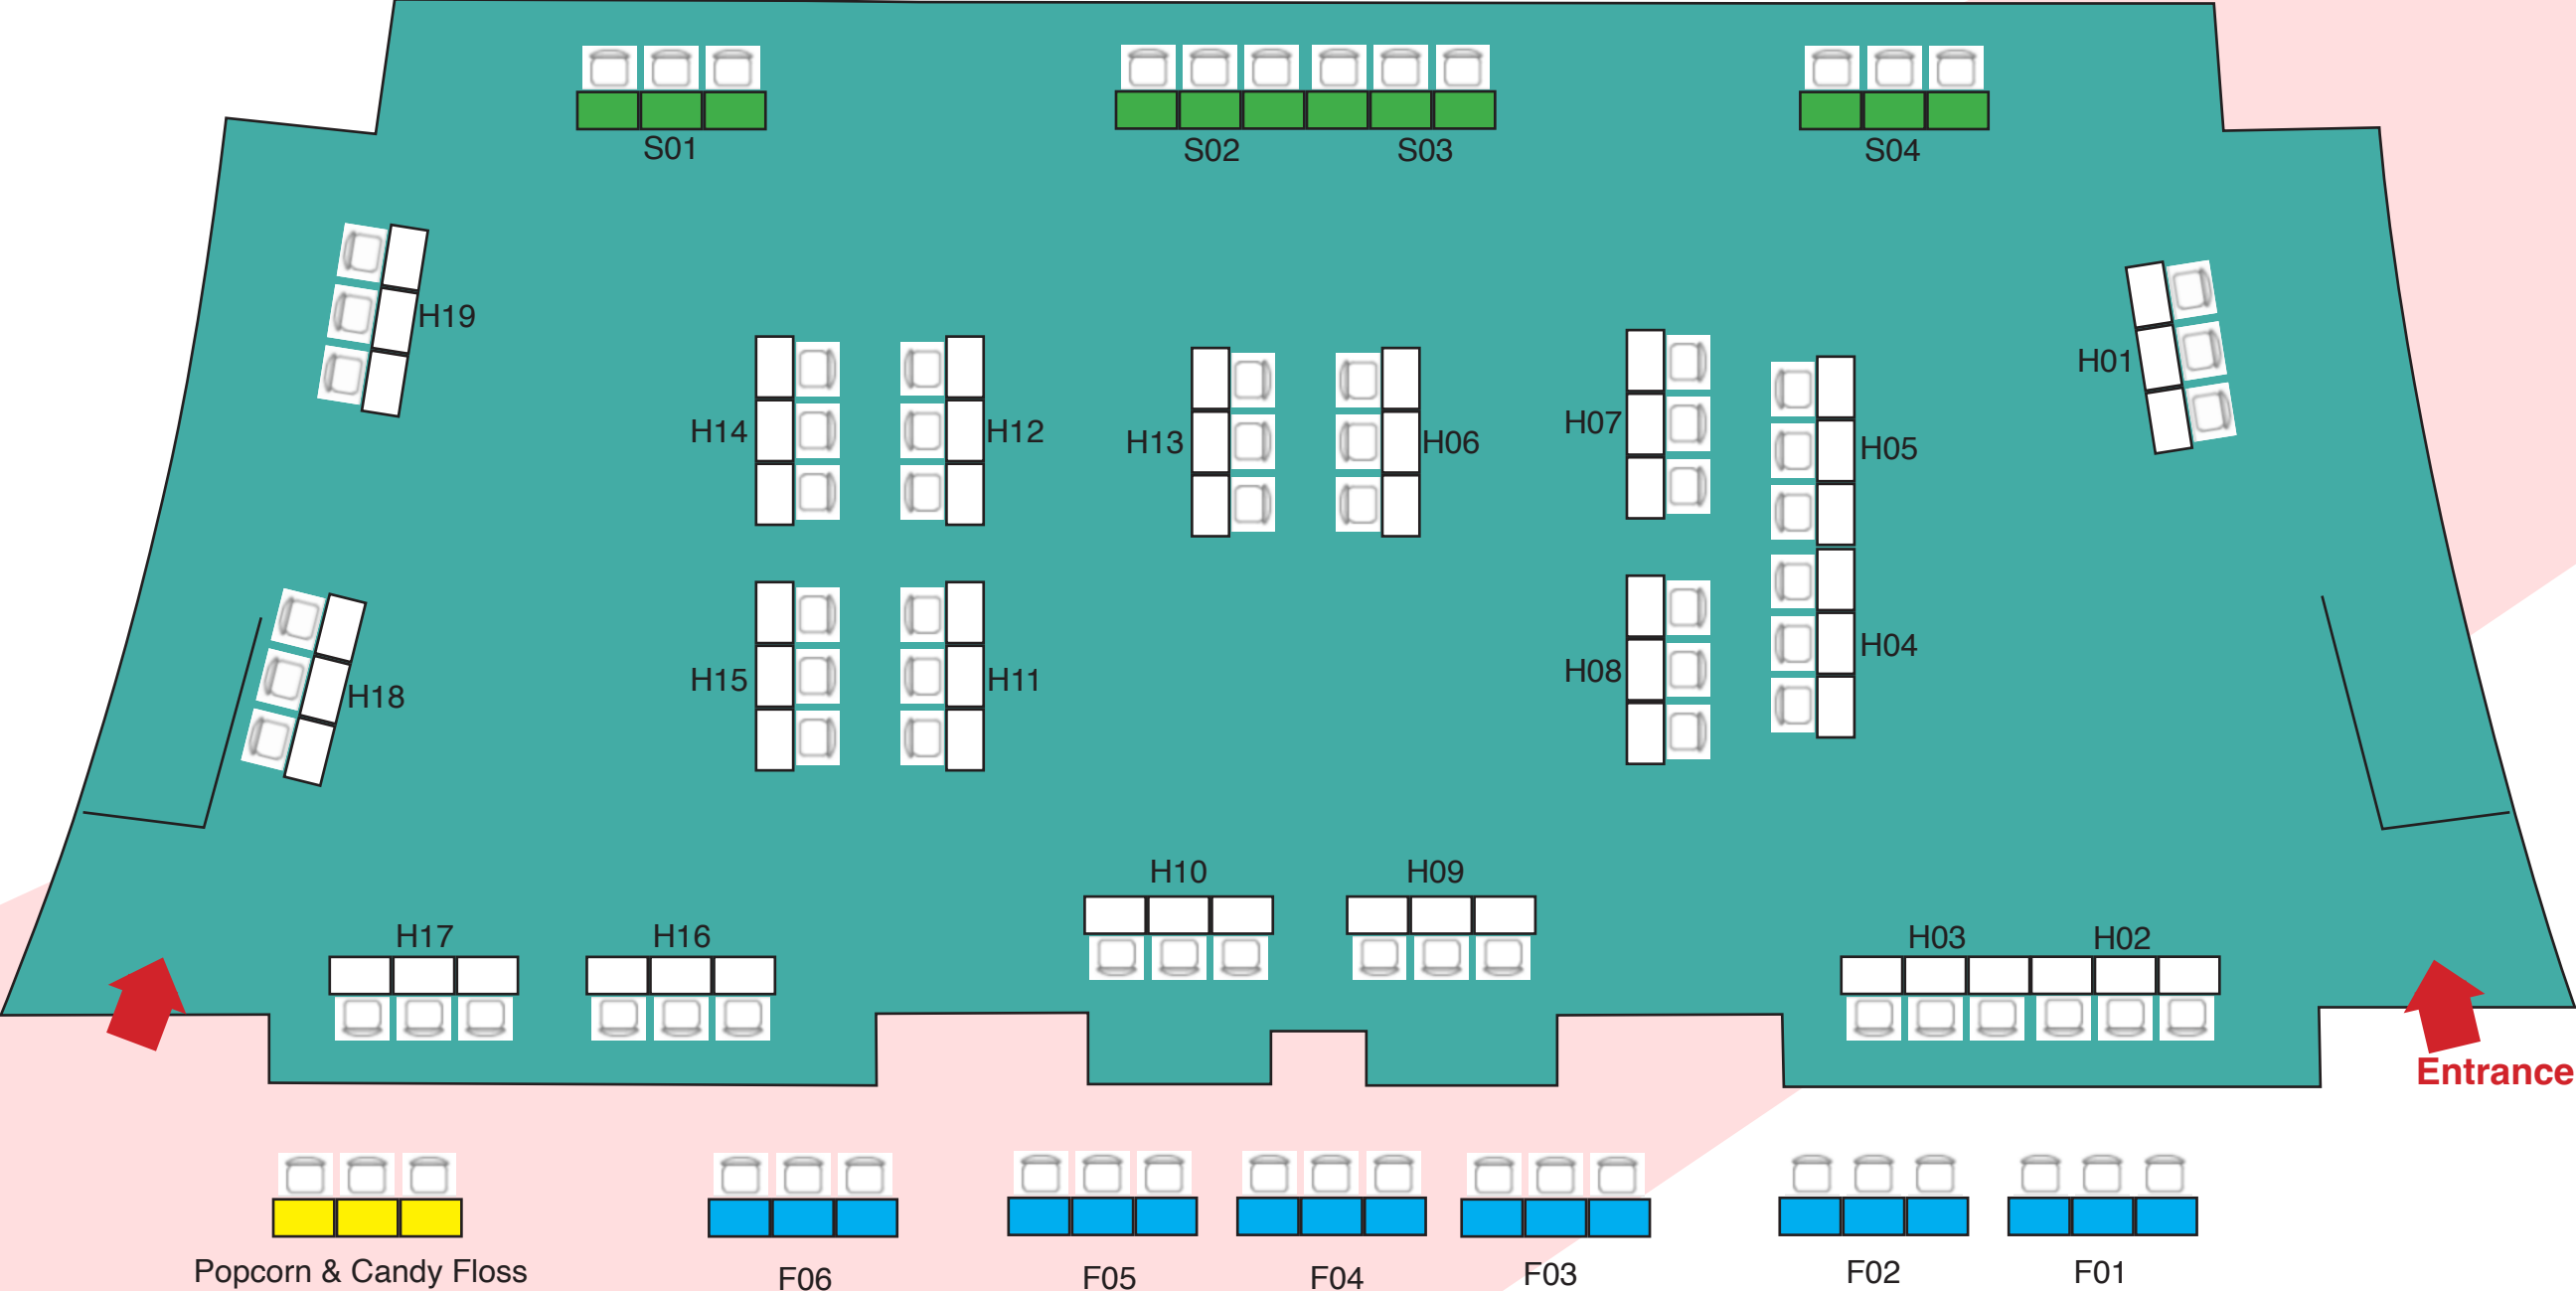 S01
S02
S03
S04
H19
H01
H14
H12
H13
H06
H07
H05
H18
H15
H11
H08
H04
H10
H09
H17
H16
H03
H02
Entrance
Popcorn & Candy Floss
F06
F05
F04
F03
F02
F01